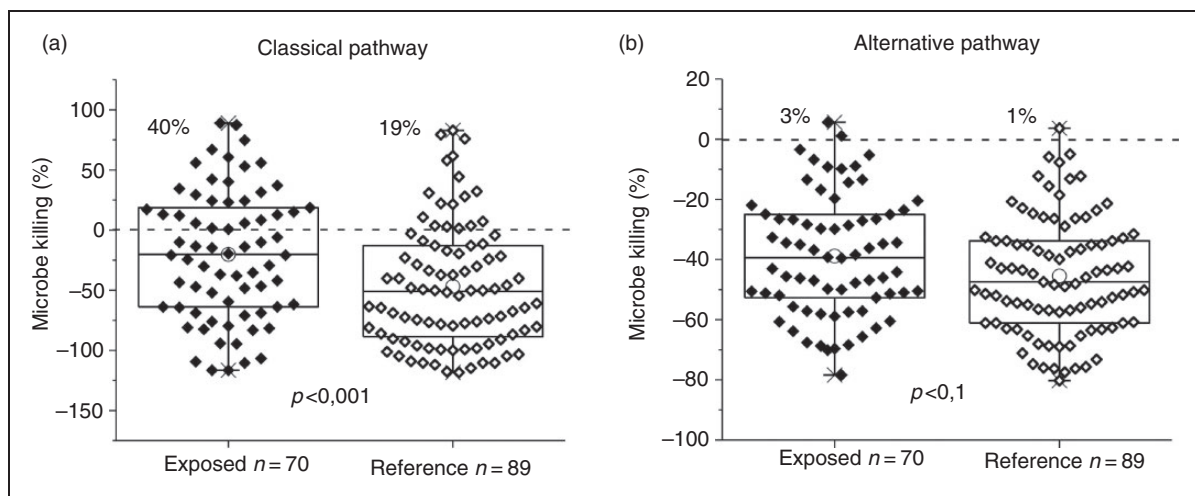 (a)
Classical pathway
Microbe killing (%)
100
50
0
–50
–100
–150
40%
19%
p<0,001
Exposed n = 70
Reference n = 89
(b)
Alternative pathway
Microbe killing (%)
20
0
–20
–40
–60
–80
–100
3%
1%
p<0,1
Exposed n = 70
Reference n = 89